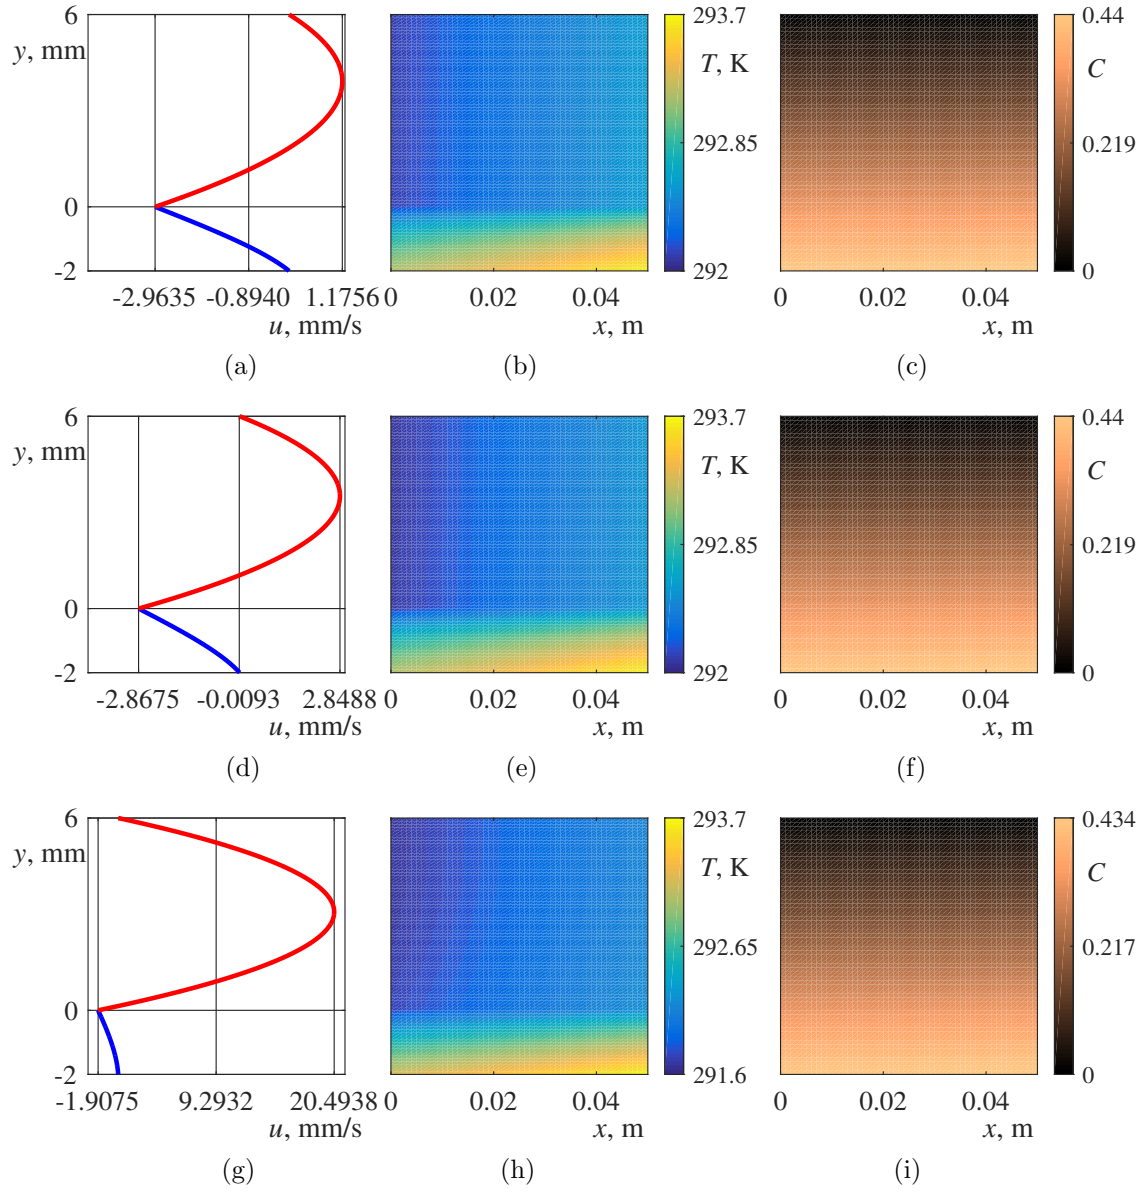 6
y, mm
0
-2
-2.9635 -0.8940 1.1756
u, mm/s
(a)
293.7
T, K
292.85
292
0 0.02 0.04
x, m
(b)
0.44
C
0.219
0
0 0.02 0.04
x, m
(c)
6
y, mm
0
-2
-2.8675 -0.0093 2.8488
u, mm/s
(d)
293.7
T, K
292.85
292
0 0.02 0.04
x, m
(e)
0.44
C
0.219
0
0 0.02 0.04
x, m
(f)
6
y, mm
0
-2
-1.9075 9.2932 20.4938
u, mm/s
(g)
293.7
T, K
292.65
291.6
0 0.02 0.04
x, m
(h)
0.434
C
0.217
0
0 0.02 0.04
x, m
(i)